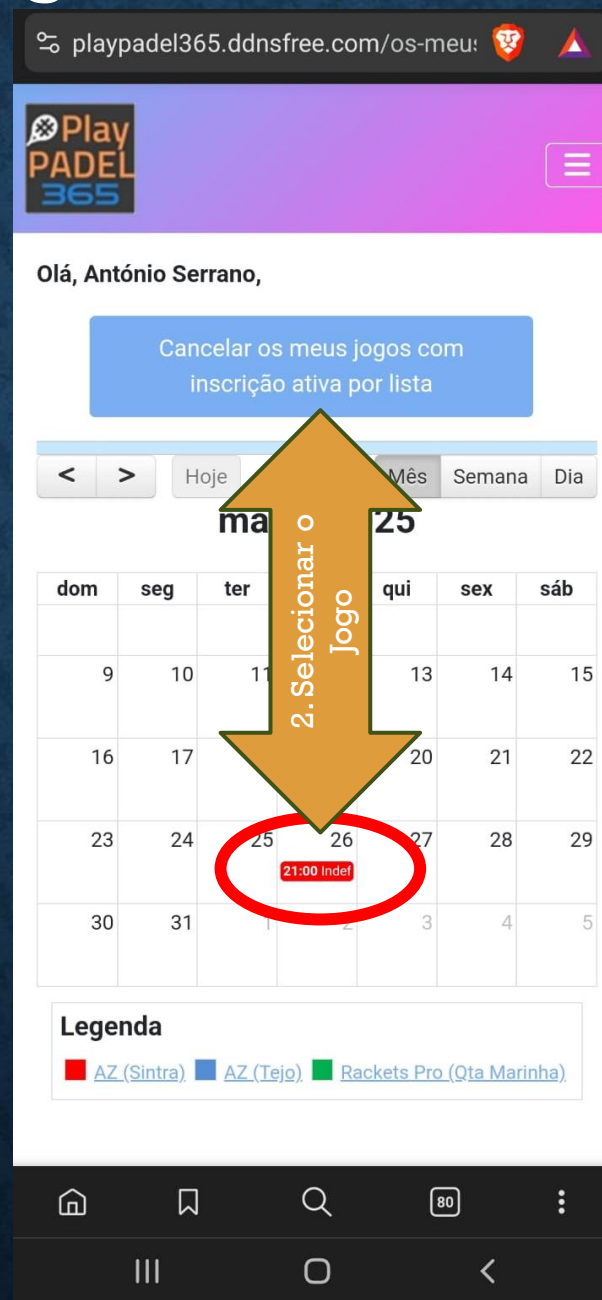 playpadel365.ddnsfree.com/os-meus
Play
PADEL
365
Olá, António Serrano,
Cancelar os meus jogos com
inscrição ativa por lista
< > Hoje Mês Semana Dia
ma 25
dom seg ter qui sex sáb
9 10 11 13 14 15
16 17 20 21 22
23 24 25 26 27 28 29
21:00 Indef
30 31 1 2 3 4 5
2. Selecionar o
Jogo
Legenda
AZ (Sintra) AZ (Tejo) Rackets Pro (Qta Marinha)
80